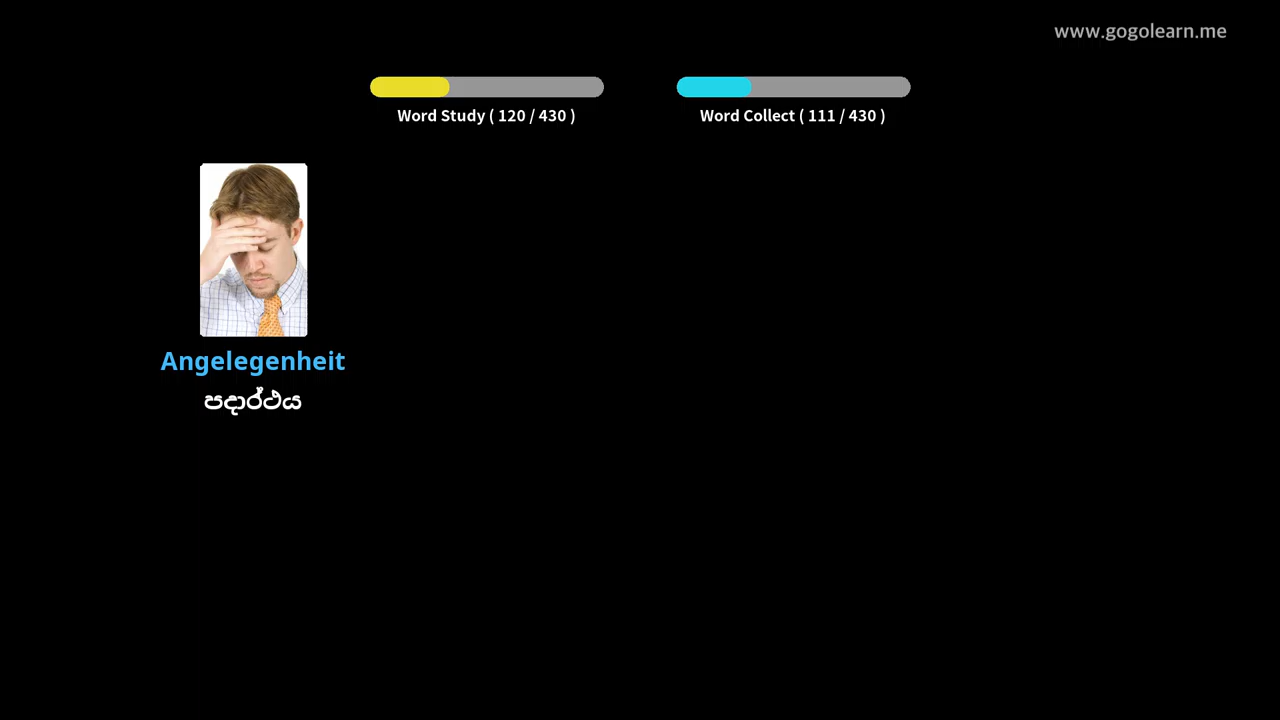 www.gogolearn.me
Word Study ( 120 / 430 )
Word Collect ( 111 / 430 )
Angelegenheit
පදාර්ථය